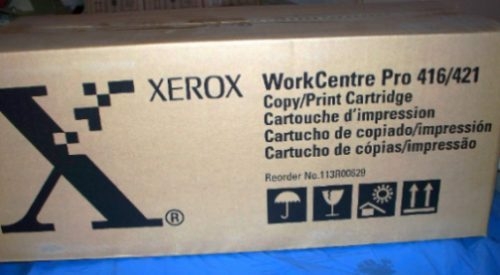 XEROX
®
WorkCentre Pro 416/421
Copy/Print Cartridge
Cartouche d'impression
Cartucho de copiado/impresión
Cartucho de cópias/impressão
Reorder No.113R00629